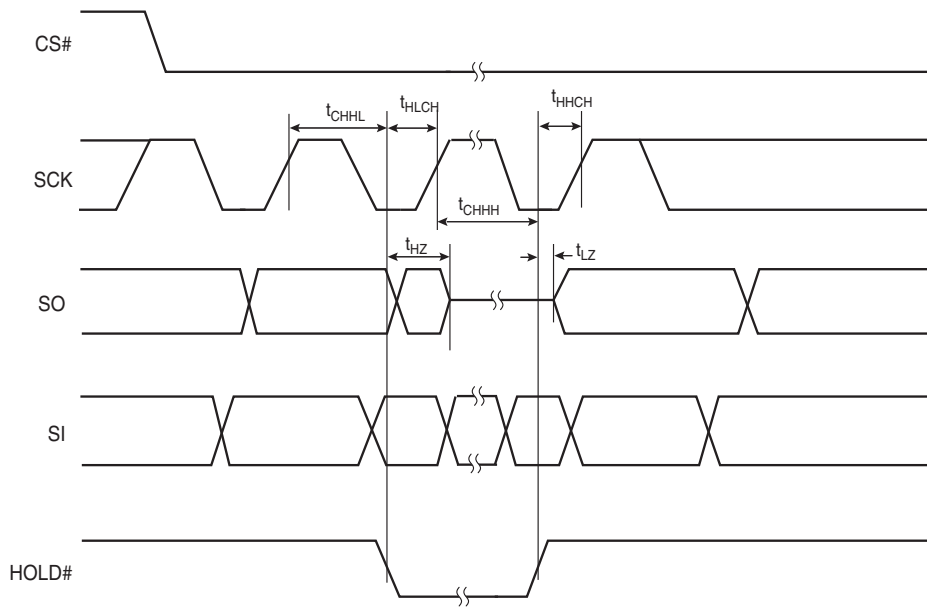 CS#
tCHHL
tHLCH
tHHCH
SCK
tCHHH
tHZ
tLZ
SO
SI
HOLD#